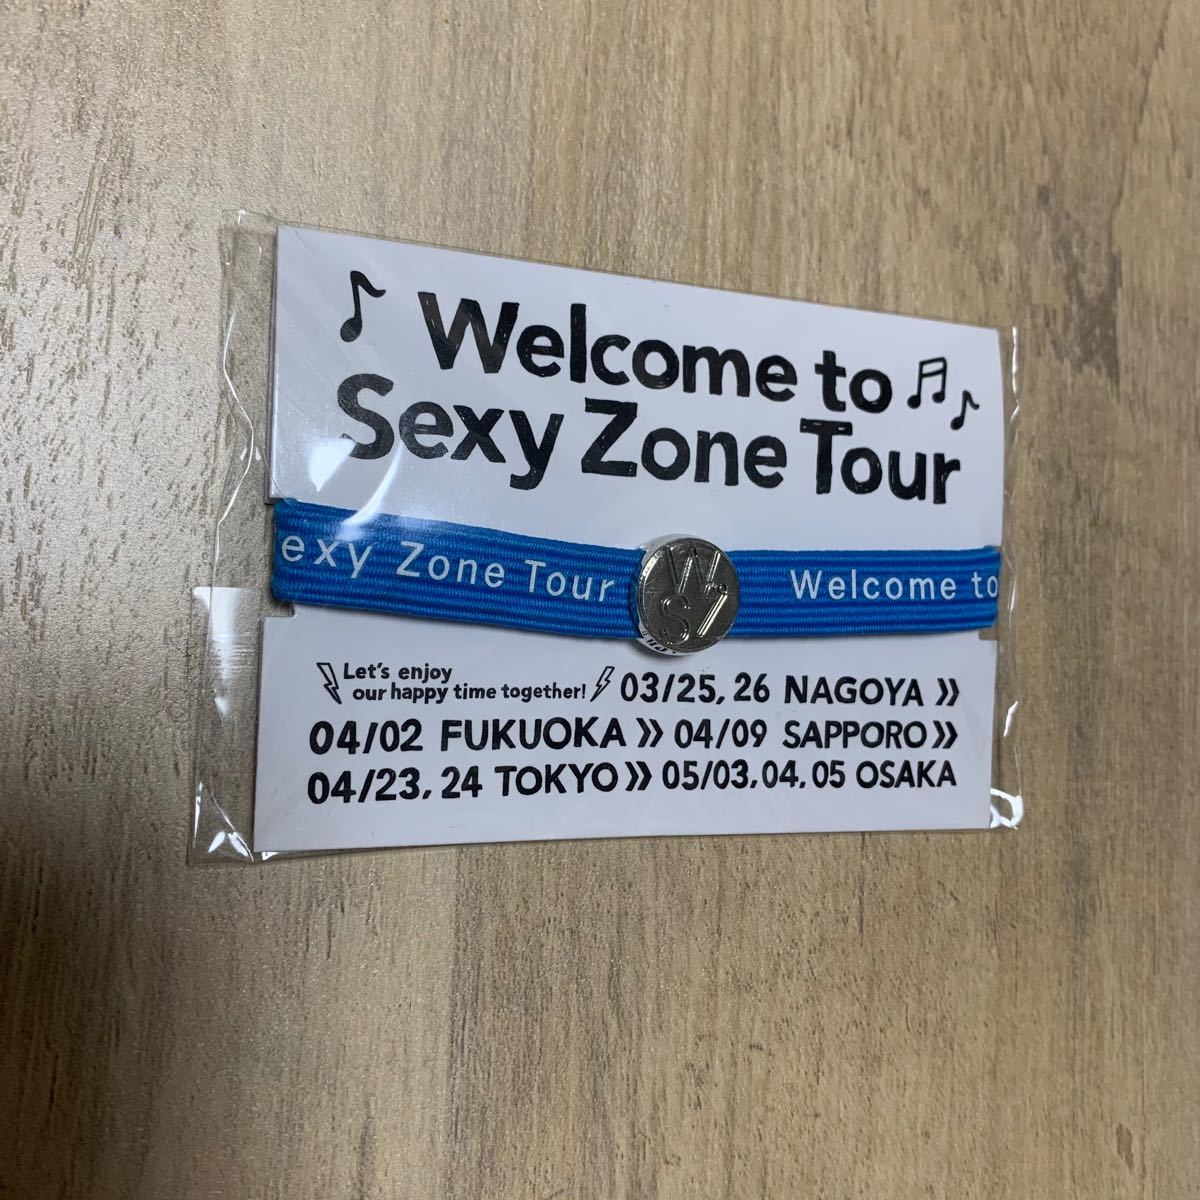 Welcome to
Sexy Zone Tour
exy Zone Tour
Welcome to
W
SZ
Let's enjoy
our happy time together!
03/25, 26 NAGOYA »
04/02 FUKUOKA » 04/09 SAPPORO »
04/23, 24 TOKYO » 05/03, 04, 05 OSAKA